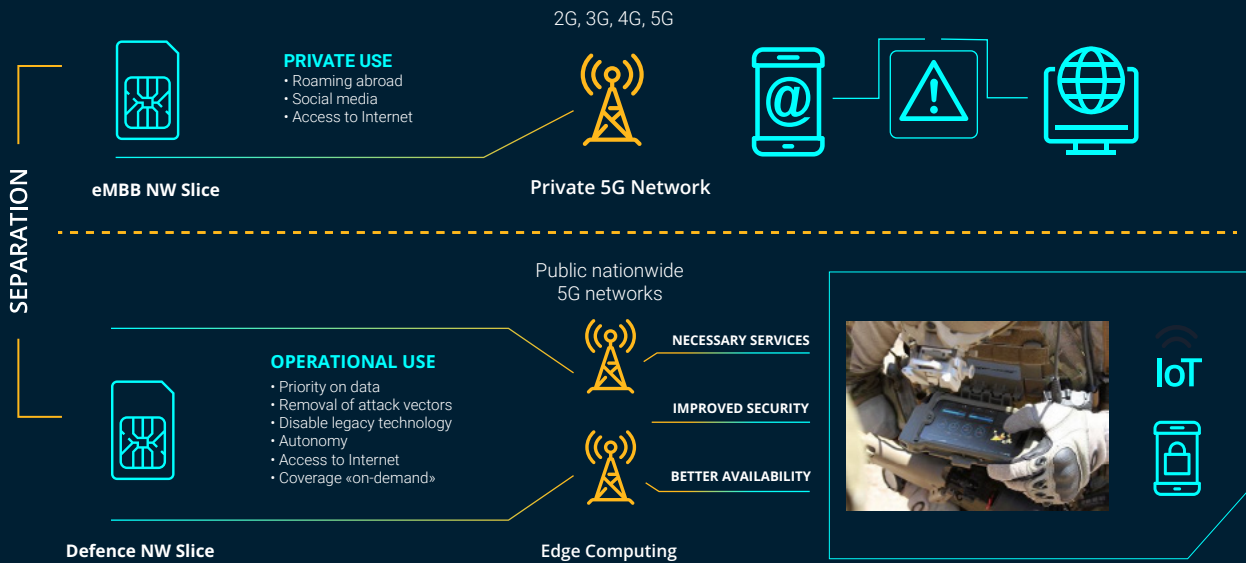 SEPARATION
2G, 3G, 4G, 5G
PRIVATE USE
• Roaming abroad
• Social media
• Access to Internet
@
eMBB NW Slice
Private 5G Network
Public nationwide
5G networks
OPERATIONAL USE
• Priority on data
• Removal of attack vectors
• Disable legacy technology
• Autonomy
• Access to Internet
• Coverage «on-demand»
NECESSARY SERVICES
IMPROVED SECURITY
BETTER AVAILABILITY
IoT
Defence NW Slice
Edge Computing